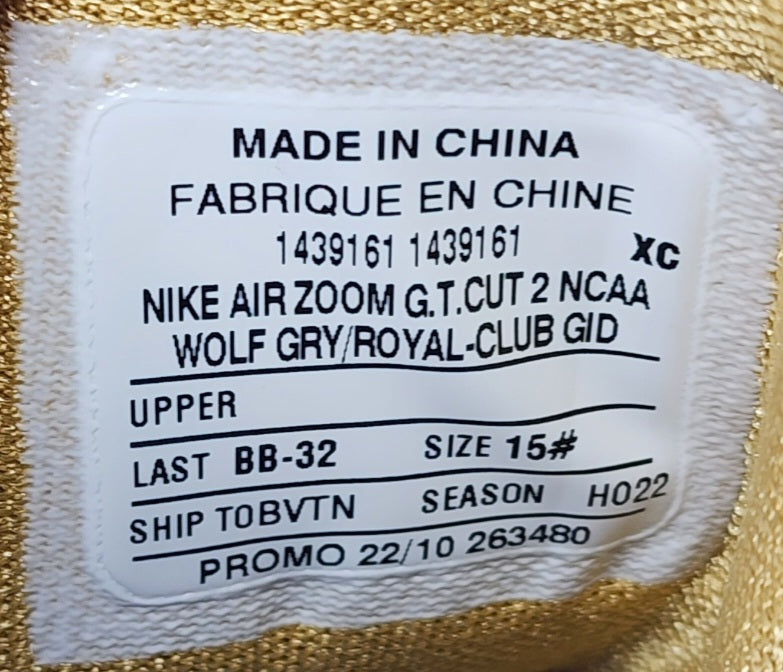 MADE IN CHINA
FABRIQUE EN CHINE
1439161 1439161 XC
NIKE AIR ZOOM G.T.CUT 2 NCAA
WOLF GRY/ROYAL-CLUB GID
UPPER
LAST BB-32 SIZE 15#
SHIP TOBVTN SEASON HO22
PROMO 22/10 263480